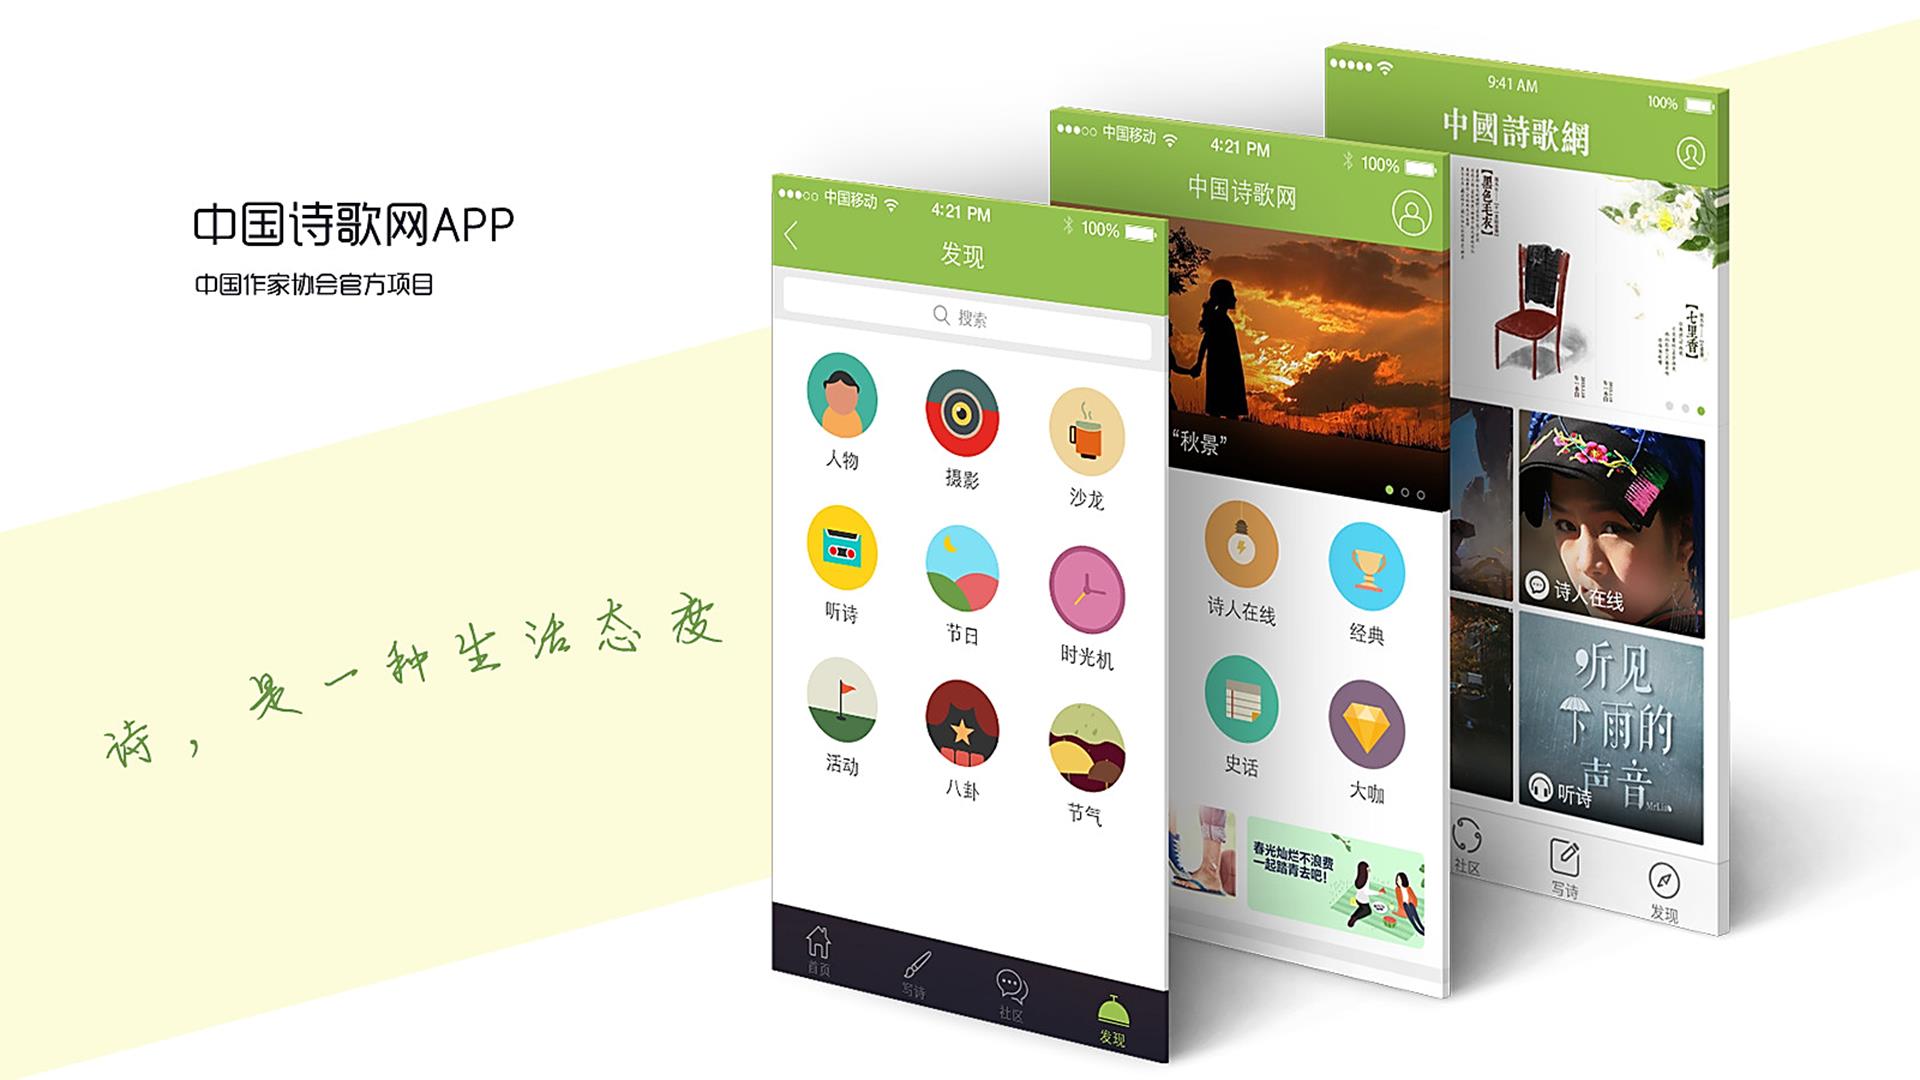 中国诗歌网APP
中国作家协会官方项目
诗，是一种生活态度
中国移动 4:21 PM 100%
发现
搜索
人物 摄影 沙龙
听诗 节日 时光机
活动 八卦 节气
首页 写诗 社区 发现
中国移动 4:21 PM 100%
中国诗歌网
“秋景”
诗人在线 经典
史话 大咖
春光灿烂不浪费
一起踏青去吧！
9:41 AM 100%
中國詩歌網
【黑色毛衣】
【七里香】
诗人在线
听见
下雨的
声音
MrLin
听诗
社区 写诗 发现